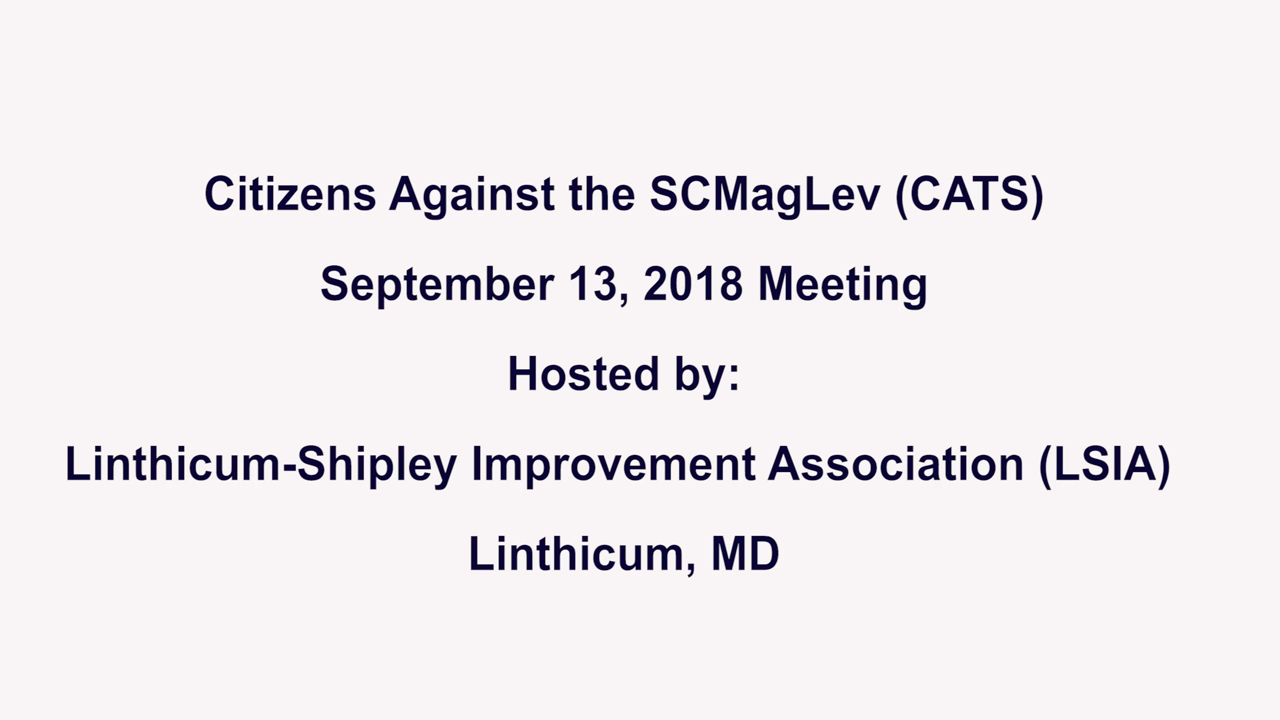 Citizens Against the SCMagLev (CATS)
September 13, 2018 Meeting
Hosted by:
Linthicum-Shipley Improvement Association (LSIA)
Linthicum, MD